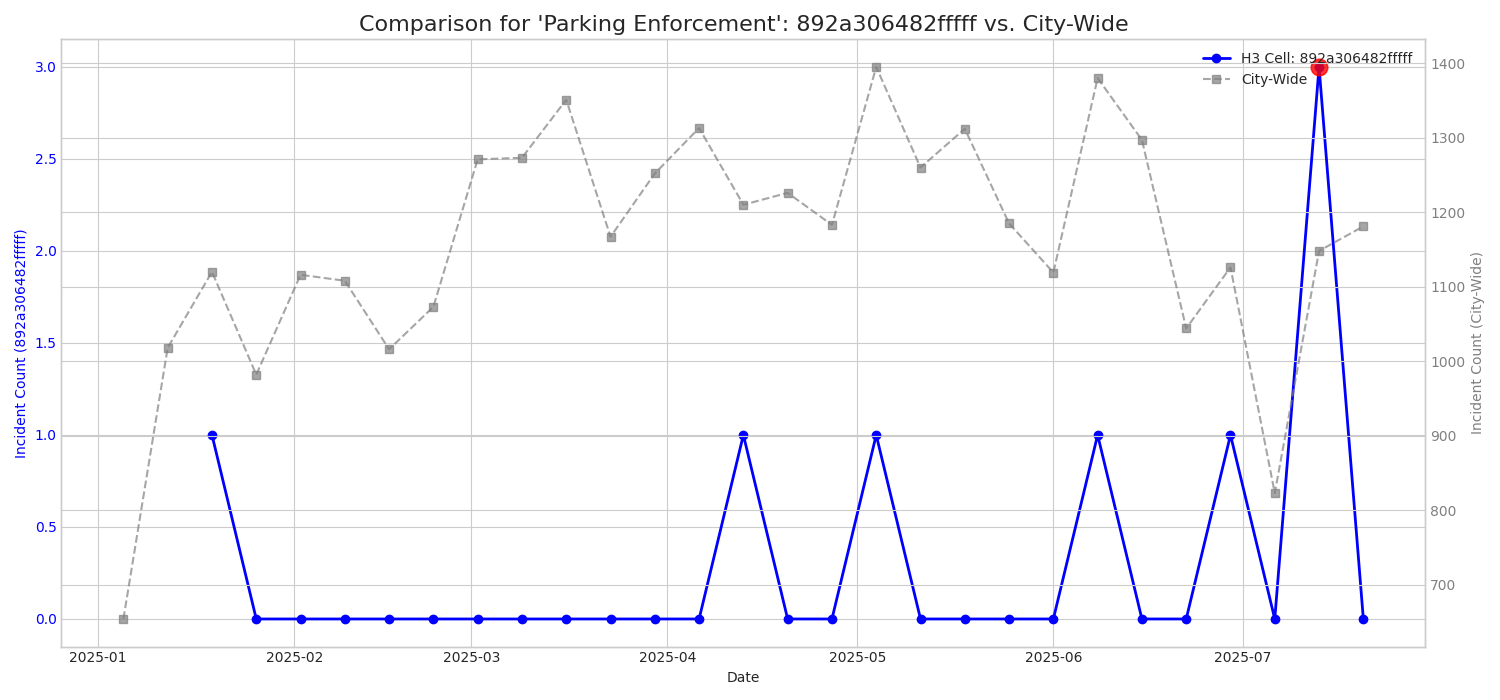 Comparison for 'Parking Enforcement': 892a306482fffff vs. City-Wide
H3 Cell: 892a306482fffff
City-Wide
Incident Count (892a306482fffff)
3.0
2.5
2.0
1.5
1.0
0.5
0.0
1400
1300
1200
1100
1000
900
800
700
Incident Count (City-Wide)
2025-01 2025-02 2025-03 2025-04 2025-05 2025-06 2025-07
Date